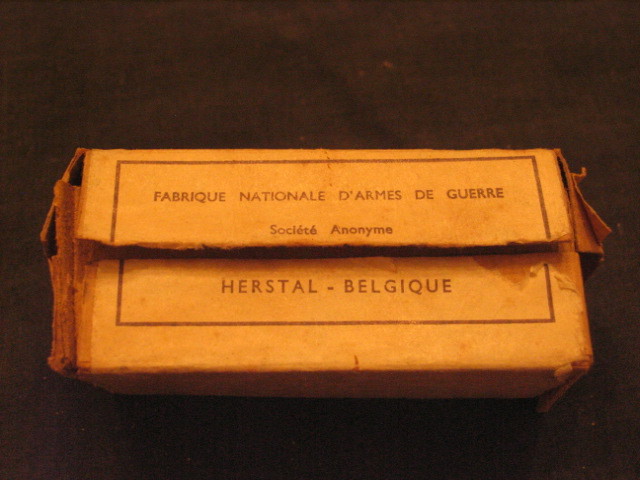 FABRIQUE NATIONALE D'ARMES DE GUERRE
Société Anonyme
HERSTAL - BELGIQUE